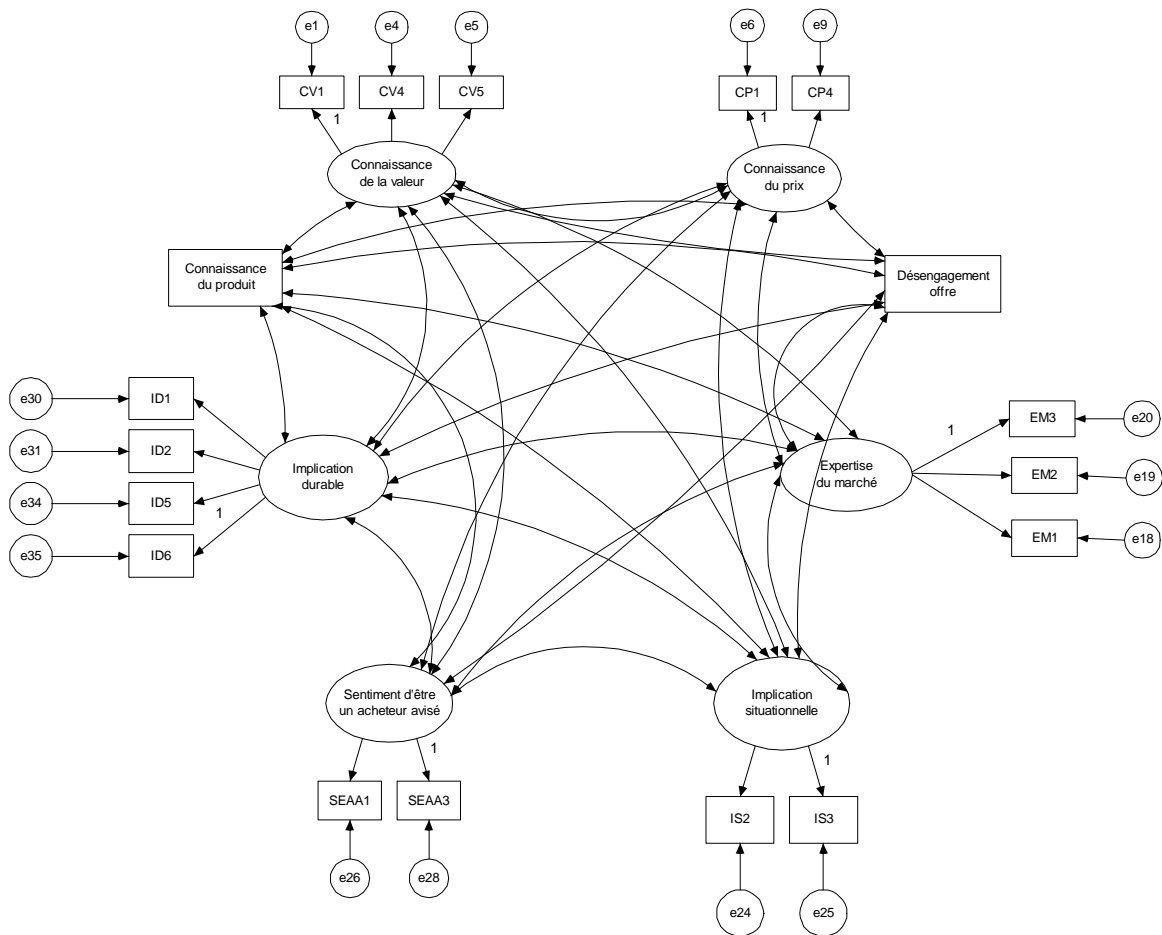 e1
e4
e5
e6
e9
CV1
CV4
CV5
CP1
CP4
1
1
Connaissance
de la valeur
Connaissance
du prix
Connaissance
du produit
Désengagement
offre
e30
ID1
e31
ID2
e34
ID5
e35
ID6
1
Implication
durable
Expertise
du marché
1
EM3
e20
EM2
e19
EM1
e18
Sentiment d'être
un acheteur avisé
Implication
situationnelle
1
1
SEAA1
SEAA3
IS2
IS3
e26
e28
e24
e25